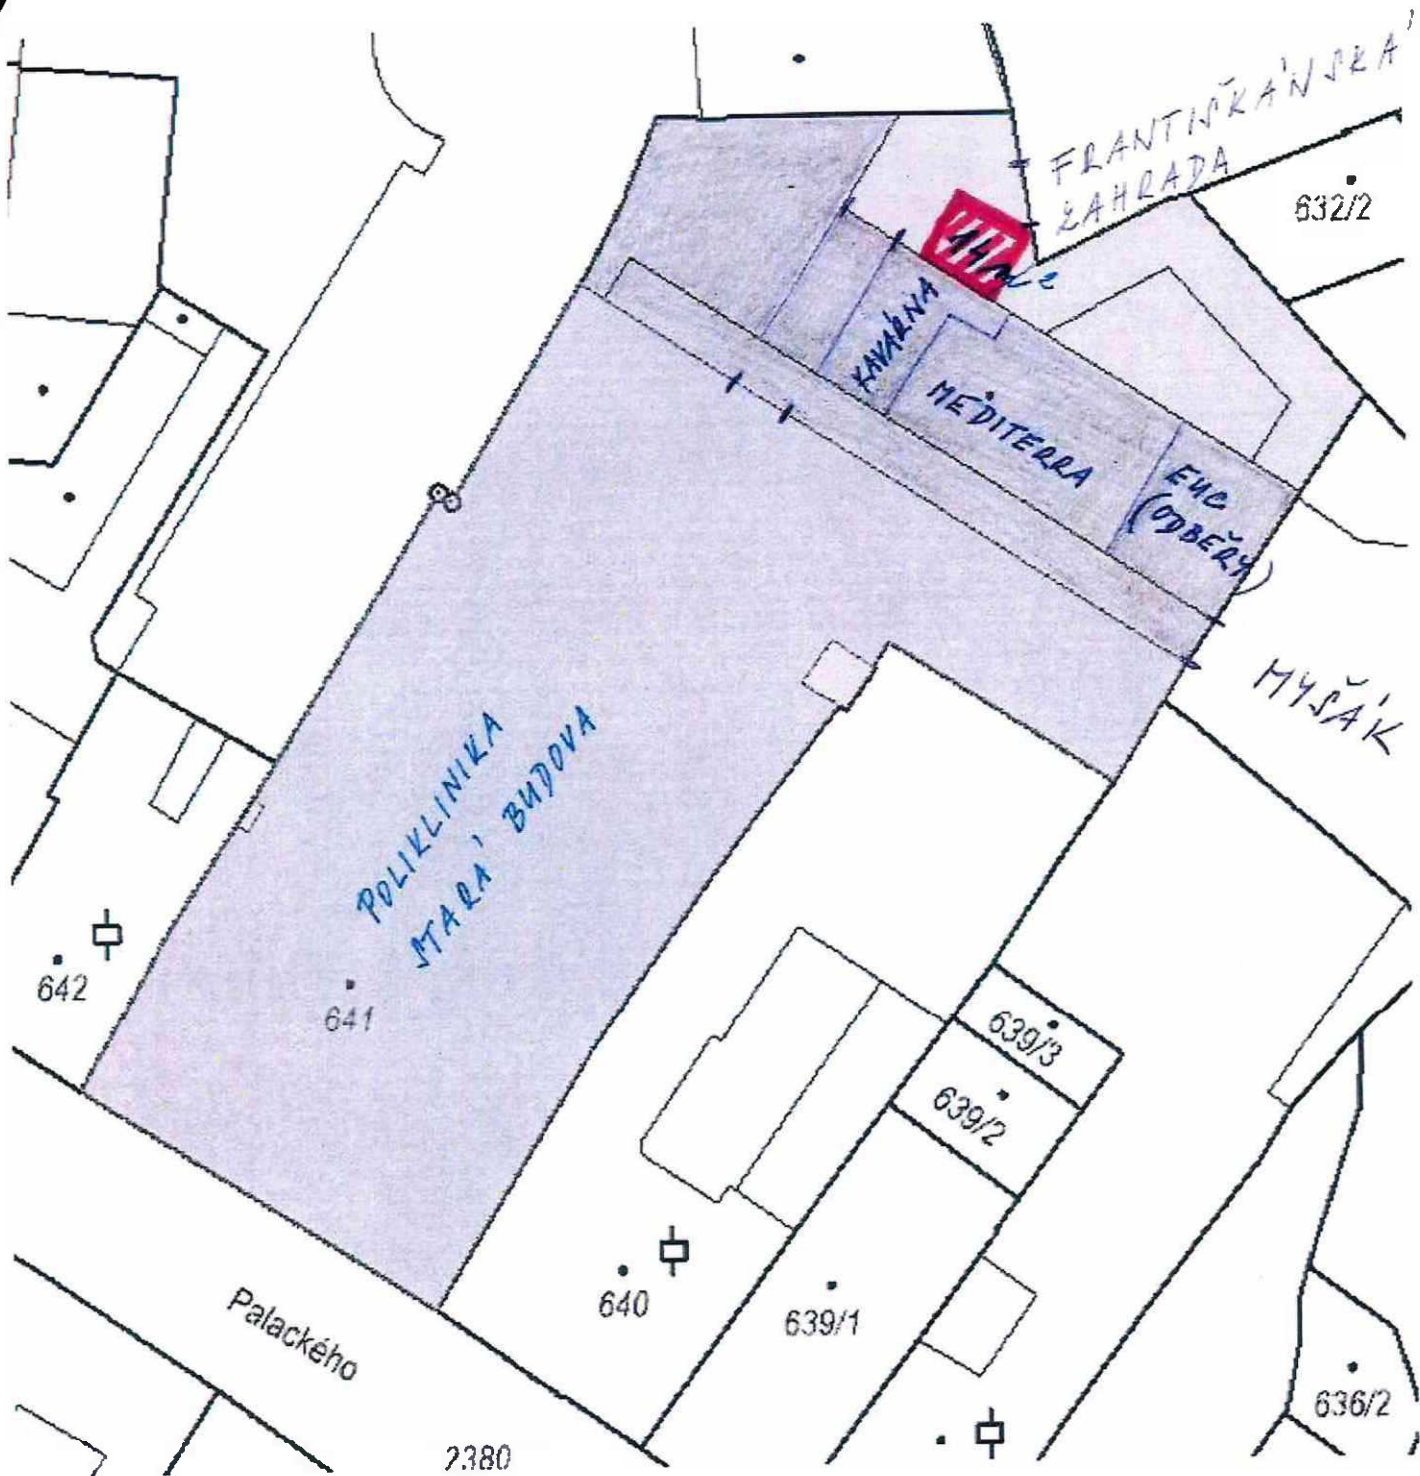 FRANTIŠKÁNSKÁ
ZAHRADA
632/2
14m²
KAVÁRNA
MEDITERRA
EUC
(ODBĚRY)
MYŠÁK
POLIKLINIKA
STARÁ BUDOVA
642
641
639/3
639/2
640
639/1
636/2
Palackého
2380